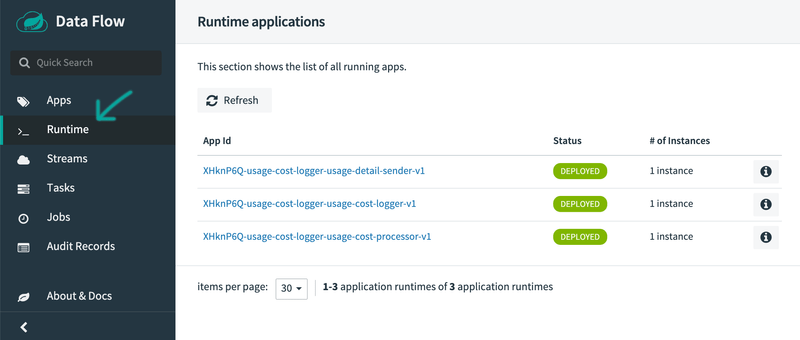 Data Flow
Quick Search
Apps
Runtime
Streams
Tasks
Jobs
Audit Records
About & Docs
Runtime applications
This section shows the list of all running apps.
Refresh
App Id Status # of Instances
XHknP6Q-usage-cost-logger-usage-detail-sender-v1 DEPLOYED 1 instance
XHknP6Q-usage-cost-logger-usage-cost-logger-v1 DEPLOYED 1 instance
XHknP6Q-usage-cost-logger-usage-cost-processor-v1 DEPLOYED 1 instance
items per page: 30 1-3 application runtimes of 3 application runtimes